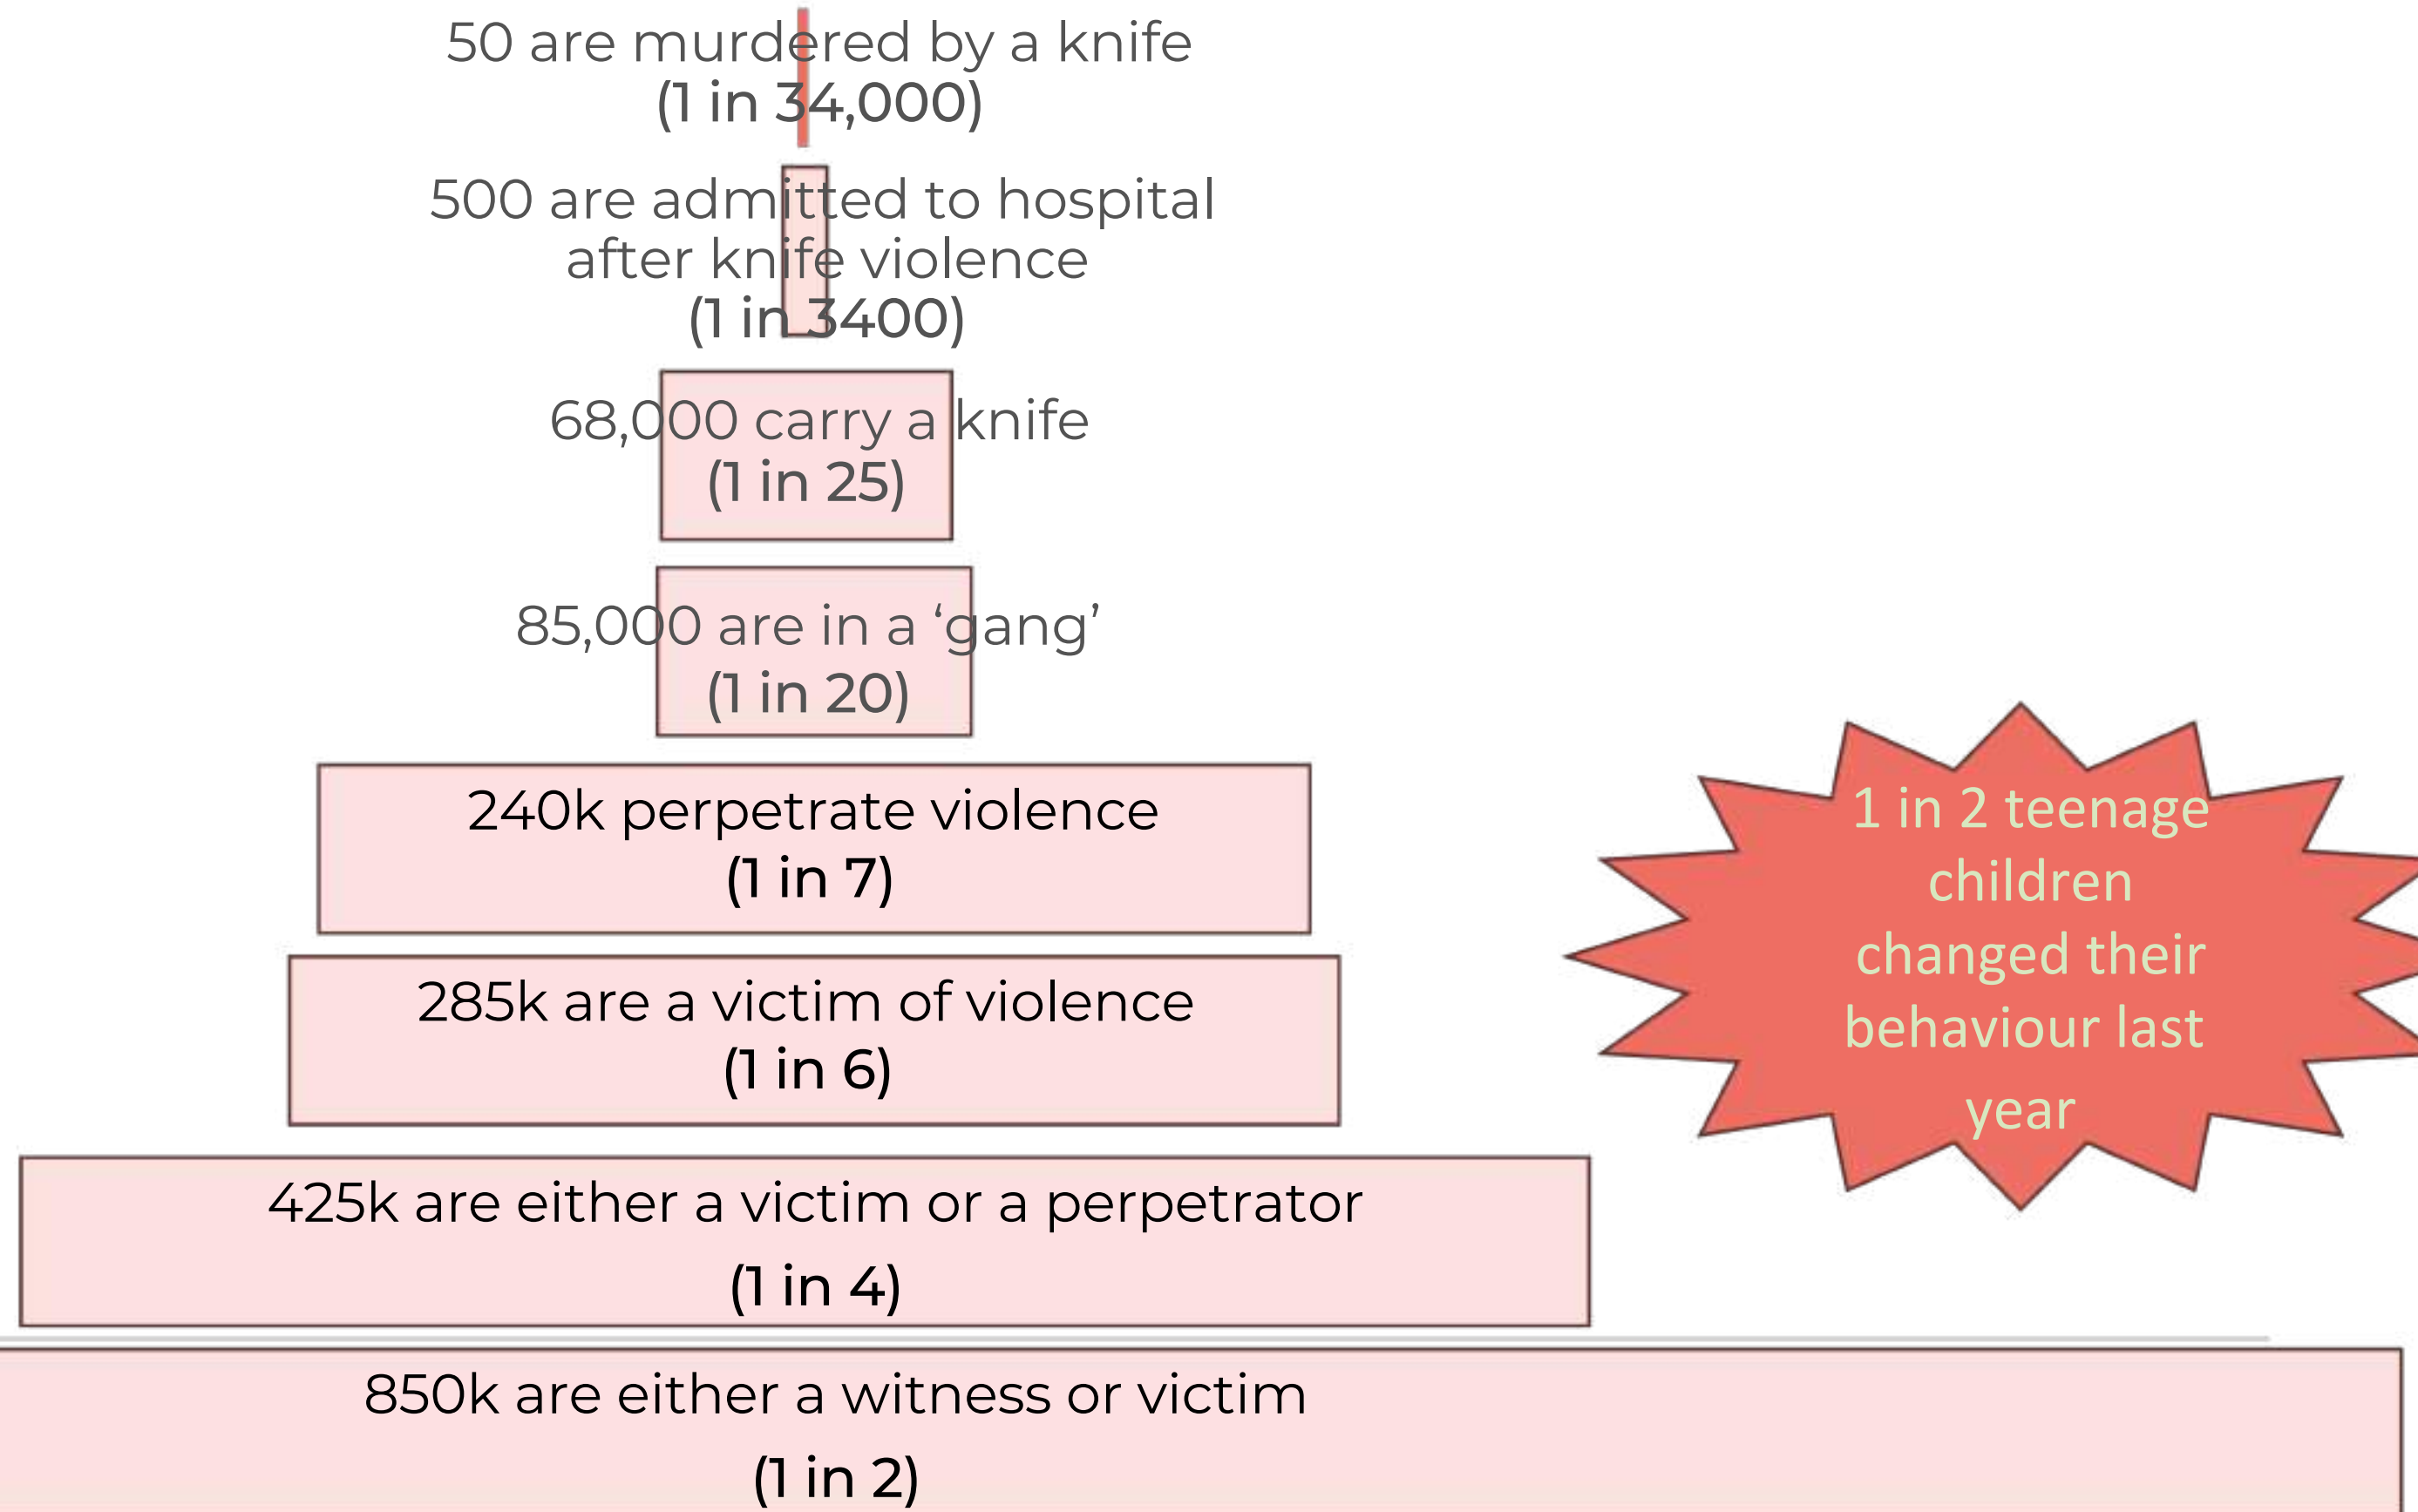 50 are murdered by a knife
(1 in 34,000)
500 are admitted to hospital
after knife violence
(1 in 3400)
68,000 carry a knife
(1 in 25)
85,000 are in a ‘gang’
(1 in 20)
240k perpetrate violence
(1 in 7)
285k are a victim of violence
(1 in 6)
425k are either a victim or a perpetrator
(1 in 4)
850k are either a witness or victim
(1 in 2)
1 in 2 teenage
children
changed their
behaviour last
year